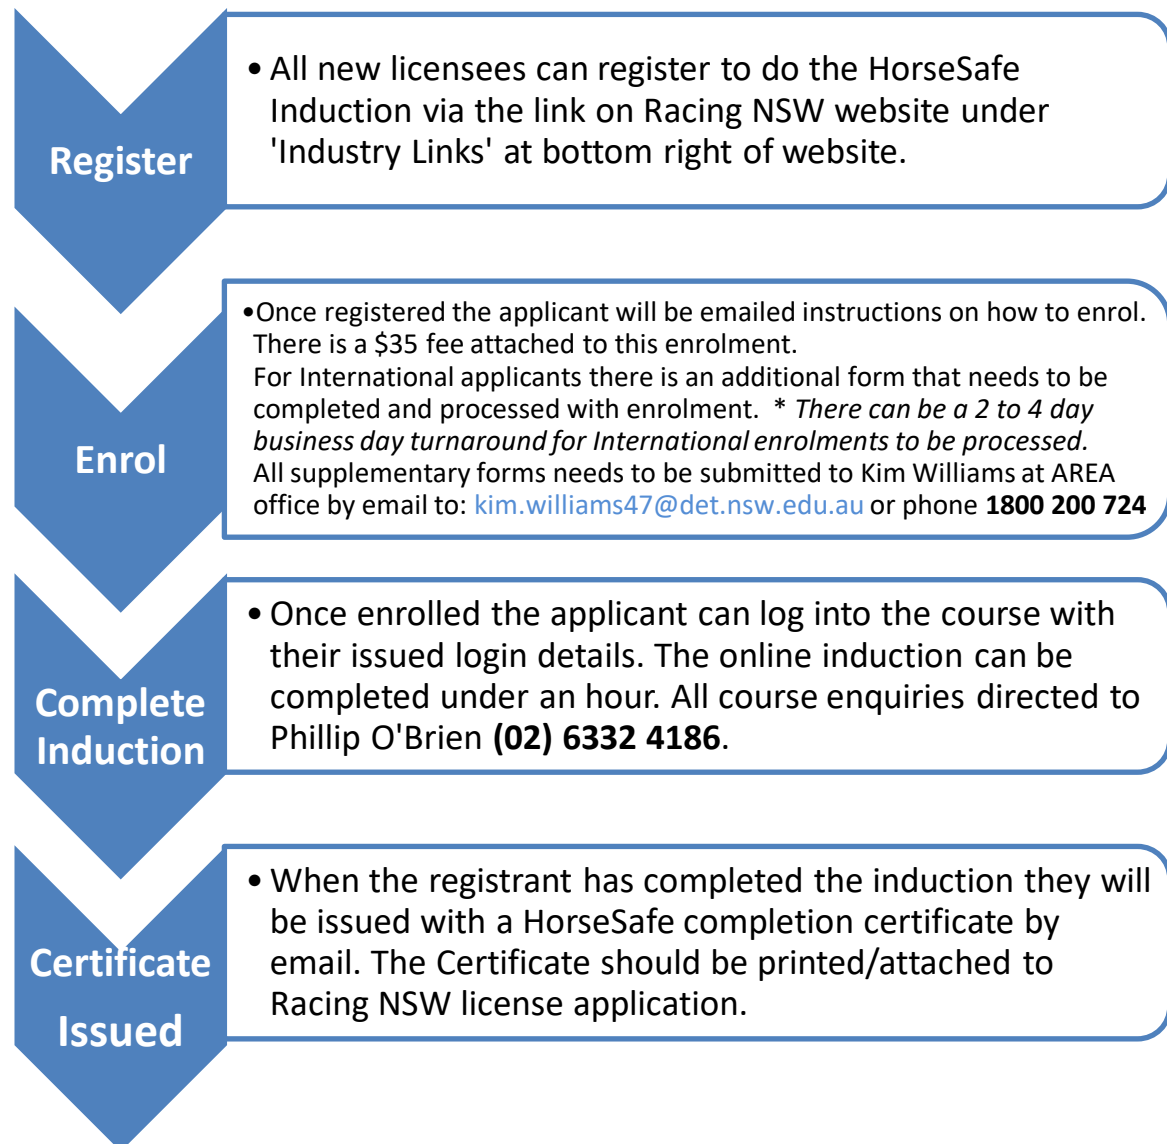 Register
• All new licensees can register to do the HorseSafe
Induction via the link on Racing NSW website under
'Industry Links' at bottom right of website.
Enrol
•Once registered the applicant will be emailed instructions on how to enrol.
There is a $35 fee attached to this enrolment.
For International applicants there is an additional form that needs to be
completed and processed with enrolment. * There can be a 2 to 4 day
business day turnaround for International enrolments to be processed.
All supplementary forms needs to be submitted to Kim Williams at AREA
office by email to: kim.williams47@det.nsw.edu.au or phone 1800 200 724
Complete
Induction
• Once enrolled the applicant can log into the course with
their issued login details. The online induction can be
completed under an hour. All course enquiries directed to
Phillip O'Brien (02) 6332 4186.
Certificate
Issued
• When the registrant has completed the induction they will
be issued with a HorseSafe completion certificate by
email. The Certificate should be printed/attached to
Racing NSW license application.